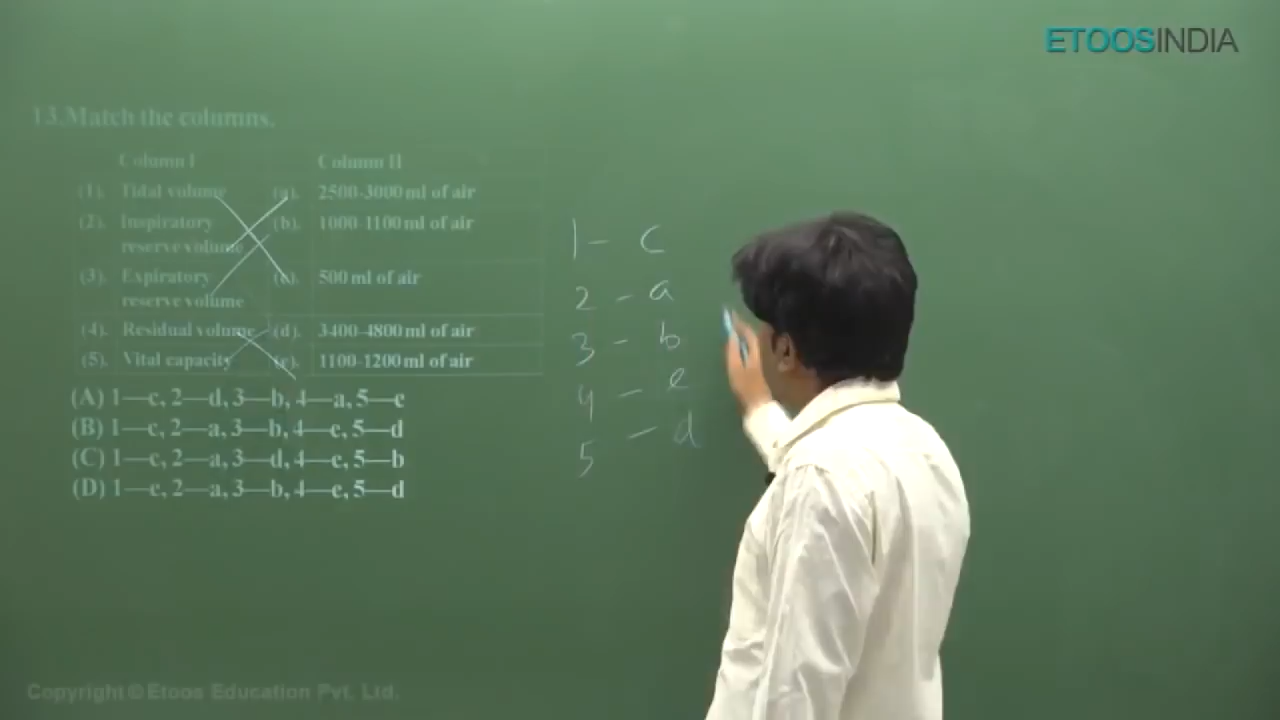 ETOOSINDIA
13.Match the columns.
Column I Column II
(1). Tidal volume (a). 2500-3000 ml of air
(2). Inspiratory (b). 1000-1100 ml of air
reserve volume
(3). Expiratory (c). 500 ml of air
reserve volume
(4). Residual volume (d). 3400-4800 ml of air
(5). Vital capacity (e). 1100-1200 ml of air
(A) 1—c, 2—d, 3—b, 4—a, 5—e
(B) 1—c, 2—a, 3—b, 4—e, 5—d
(C) 1—c, 2—a, 3—d, 4—e, 5—b
(D) 1—e, 2—a, 3—b, 4—c, 5—d
1 – c
2 – a
3 – b
4 – e
5 – d
Copyright © Etoos Education Pvt. Ltd.